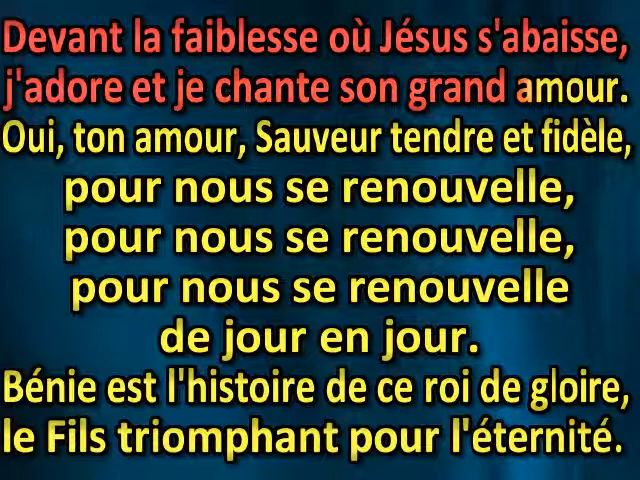 Devant la faiblesse où Jésus s'abaisse,
j'adore et je chante son grand amour.
Oui, ton amour, Sauveur tendre et fidèle,
pour nous se renouvelle,
pour nous se renouvelle,
pour nous se renouvelle
de jour en jour.
Bénie est l'histoire de ce roi de gloire,
le Fils triomphant pour l'éternité.